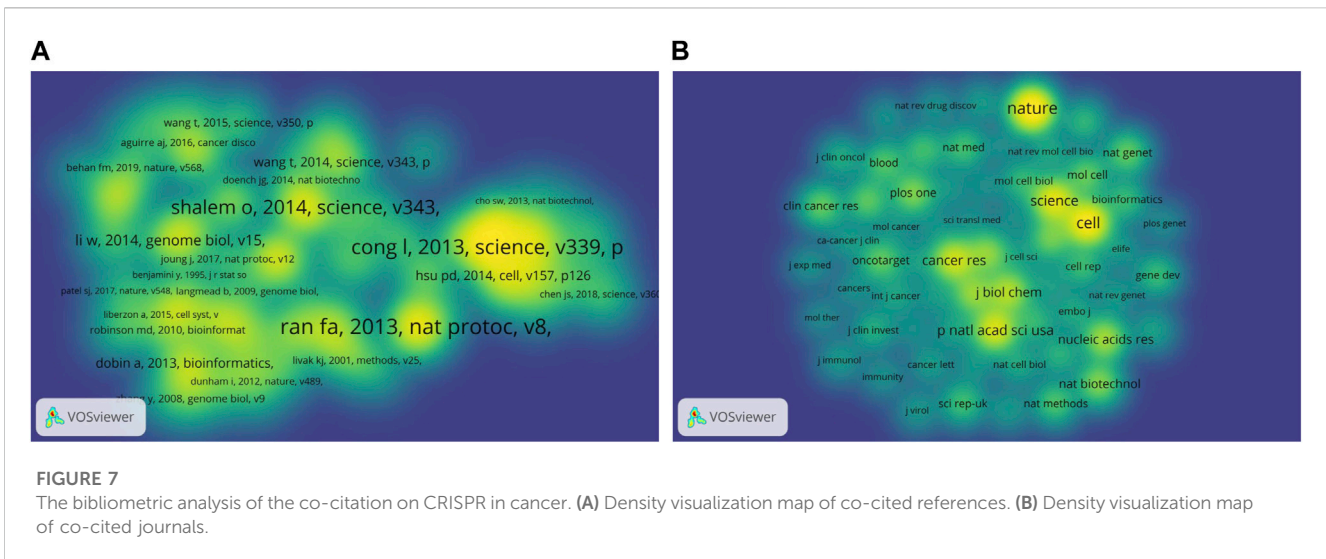 A
B
wang t, 2015, science, v350, p
aguirre aj, 2016, cancer disco
behan fm, 2019, nature, v568,
wang t, 2014, science, v343, p
doench jg, 2014, nat biotechno
shalem o, 2014, science, v343,
cho sw, 2013, nat biotechnol,
li w, 2014, genome biol, v15,
cong l, 2013, science, v339, p
joung j, 2017, nat protoc, v12
benjamini y, 1995, j r stat so
hsu pd, 2014, cell, v157, p126
patel sj, 2017, nature, v548,
langmead b, 2009, genome biol,
chen js, 2018, science, v360
liberzon a, 2015, cell syst, v
robinson md, 2010, bioinformat
ran fa, 2013, nat protoc, v8,
dobin a, 2013, bioinformatics,
livak kj, 2001, methods, v25,
dunham i, 2012, nature, v489,
y, 2008, genome biol, v9
VOSviewer
nat rev drug discov
nature
j clin oncol
blood
nat med
nat rev mol cell bio
nat genet
mol cell
mol cell biol
clin cancer res
plos one
science
bioinformatics
sci transl med
mol cancer
cell
plos genet
ca-cancer j clin
j exp med
oncotarget
cancer res
j cell sci
elife
cell rep
gene dev
cancers
int j cancer
j biol chem
nat rev genet
mol ther
j clin invest
p natl acad sci usa
embo j
nucleic acids res
j immunol
immunity
cancer lett
nat cell biol
nat biotechnol
j virol
sci rep-uk
nat methods
VOSviewer
FIGURE 7
The bibliometric analysis of the co-citation on CRISPR in cancer. (A) Density visualization map of co-cited references. (B) Density visualization map
of co-cited journals.